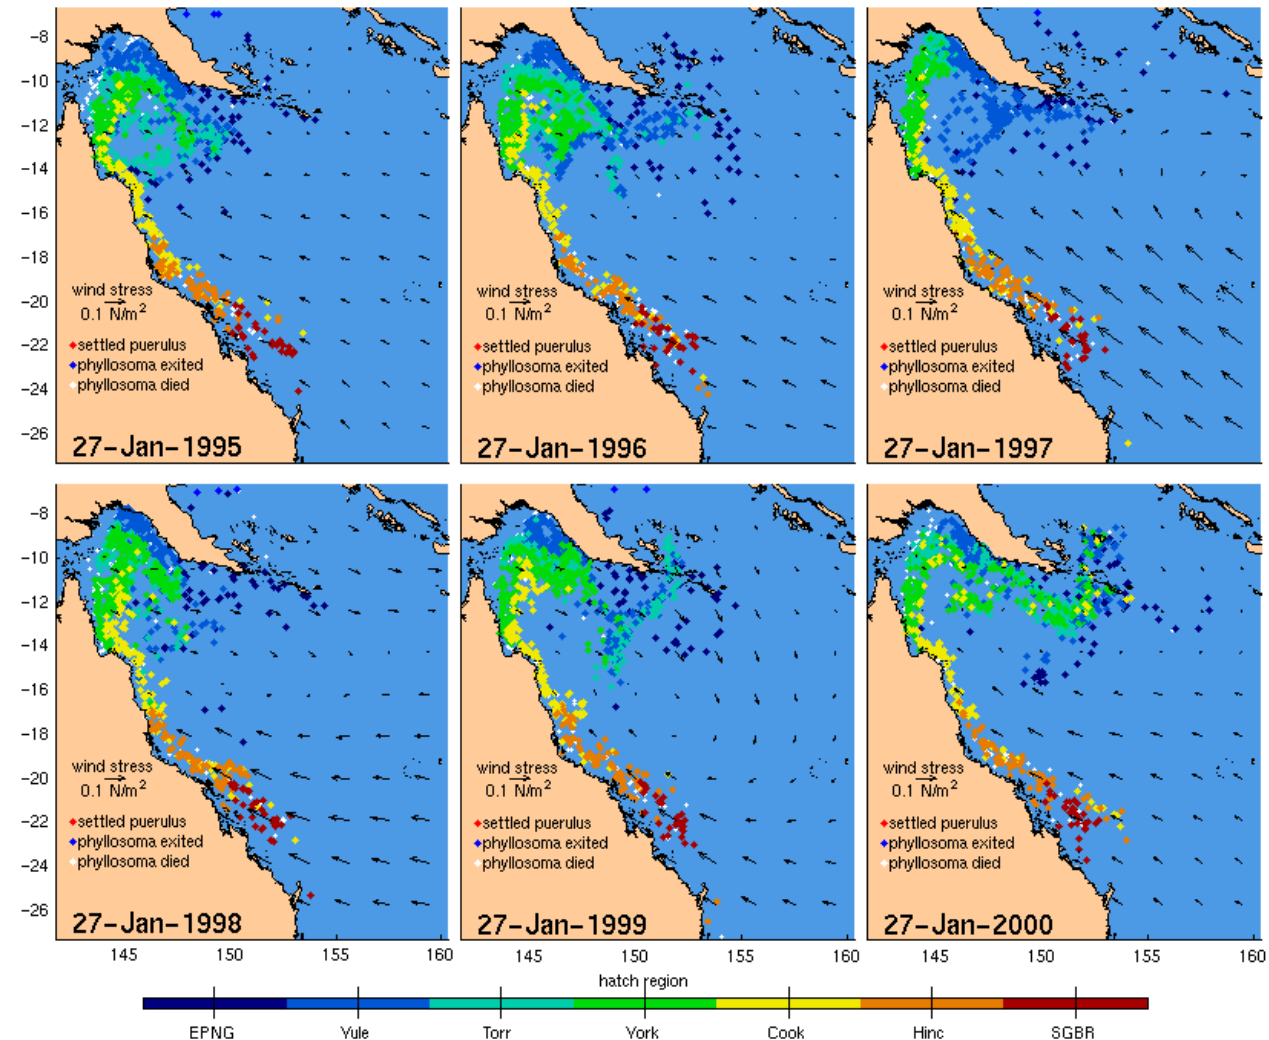 -8
-10
-12
-14
-16
-18
-20
-22
-24
-26
wind stress
0.1 N/m²
settled puerulus
phyllosoma exited
phyllosoma died
27-Jan-1995
wind stress
0.1 N/m²
settled puerulus
phyllosoma exited
phyllosoma died
27-Jan-1996
wind stress
0.1 N/m²
settled puerulus
phyllosoma exited
phyllosoma died
27-Jan-1997
-8
-10
-12
-14
-16
-18
-20
-22
-24
-26
wind stress
0.1 N/m²
settled puerulus
phyllosoma exited
phyllosoma died
27-Jan-1998
145 150 155 160
wind stress
0.1 N/m²
settled puerulus
phyllosoma exited
phyllosoma died
27-Jan-1999
145 150 155
wind stress
0.1 N/m²
settled puerulus
phyllosoma exited
phyllosoma died
27-Jan-2000
145 150 155 160
hatch region
EPNG Yule Torr York Cook Hinc SGBR